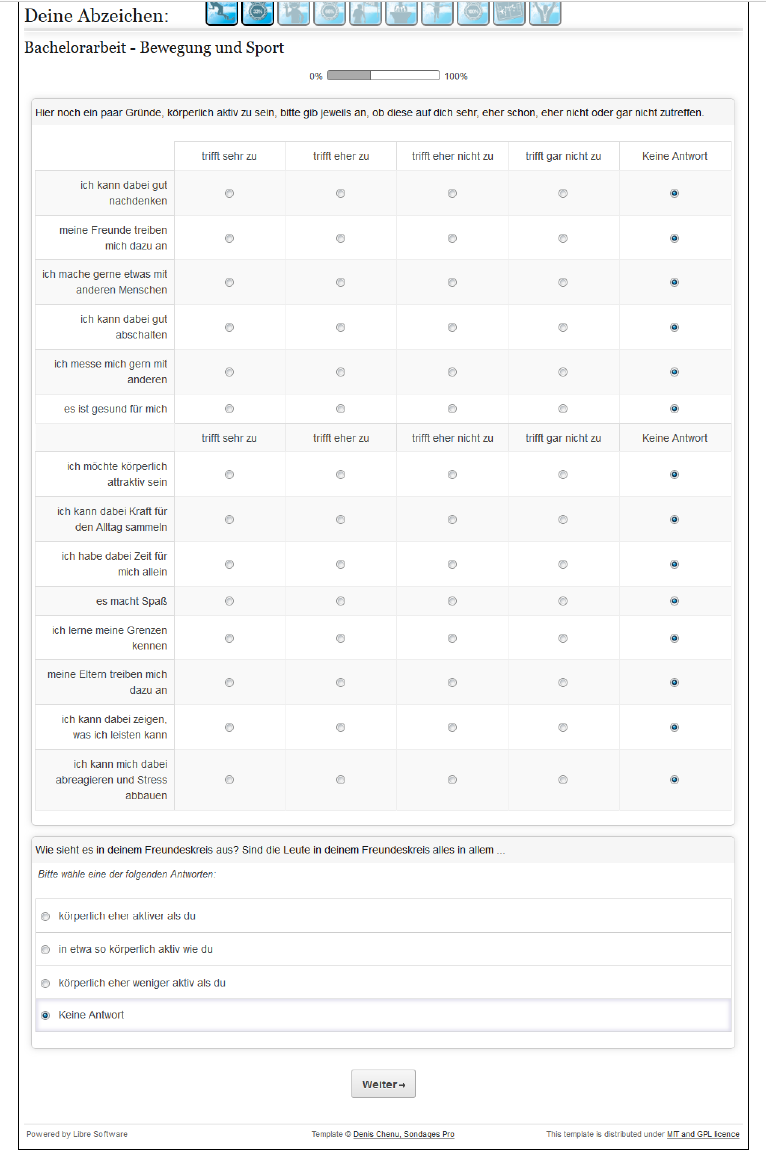 Deine Abzeichen:
Bachelorarbeit - Bewegung und Sport
0% 100%
Hier noch ein paar Gründe, körperlich aktiv zu sein, bitte gib jeweils an, ob diese auf dich sehr, eher schon, eher nicht oder gar nicht zutreffen.
trifft sehr zu trifft eher zu trifft eher nicht zu trifft gar nicht zu Keine Antwort
ich kann dabei gut
nachdenken
meine Freunde treiben
mich dazu an
ich mache gerne etwas mit
anderen Menschen
ich kann dabei gut
abschalten
ich messe mich gern mit
anderen
es ist gesund für mich
trifft sehr zu trifft eher zu trifft eher nicht zu trifft gar nicht zu Keine Antwort
ich möchte körperlich
attraktiv sein
ich kann dabei Kraft für
den Alltag sammeln
ich habe dabei Zeit für
mich allein
es macht Spaß
ich lerne meine Grenzen
kennen
meine Eltern treiben mich
dazu an
ich kann dabei zeigen,
was ich leisten kann
ich kann mich dabei
abreagieren und Stress
abbauen
Wie sieht es in deinem Freundeskreis aus? Sind die Leute in deinem Freundeskreis alles in allem ...
Bitte wähle eine der folgenden Antworten:
körperlich eher aktiver als du
in etwa so körperlich aktiv wie du
körperlich eher weniger aktiv als du
Keine Antwort
Weiter→
Powered by Libre Software Template © Denis Chenu, Sondages Pro This template is distributed under MIT and GPL licence